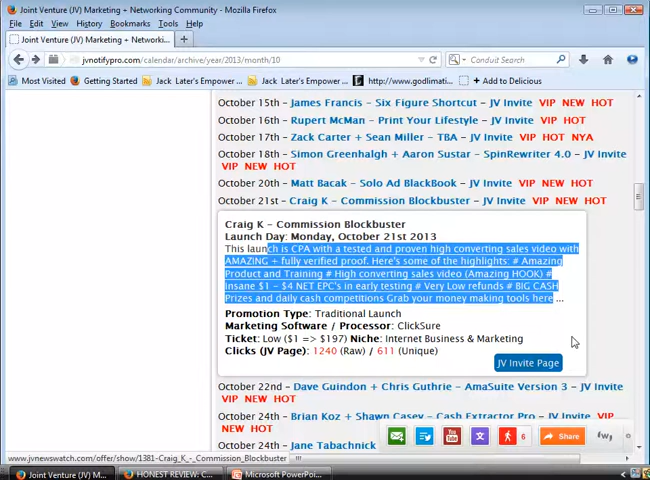 Joint Venture (JV) Marketing + Networking Community - Mozilla Firefox
File Edit View History Bookmarks Tools Help
Joint Venture (JV) Marketing + Networki...
jvnotifypro.com/calendar/archive/year/2013/month/10
Conduit Search
Most Visited Getting Started Jack Later's Empower ... Jack Later's Empower ... http://www.godlimati... Add to Delicious
October 15th - James Francis - Six Figure Shortcut - JV Invite VIP NEW HOT
October 16th - Rupert McMan - Print Your Lifestyle - JV Invite VIP HOT
October 17th - Zack Carter + Sean Miller - TBA - JV Invite VIP HOT NYA
October 18th - Simon Greenhalgh + Aaron Sustar - SpinRewriter 4.0 - JV Invite
VIP NEW HOT
October 20th - Matt Bacak - Solo Ad BlackBook - JV Invite VIP HOT
October 21st - Craig K - Commission Blockbuster - JV Invite VIP NEW HOT
Craig K - Commission Blockbuster
Launch Day: Monday, October 21st 2013
This launch is CPA with a tested and proven high converting sales video with
AMAZiNG + fully verified proof. Here's some of the highlights: # Amazing
Product and Training # High converting sales video (Amazing HOOK) #
Insane $1 - $4 NET EPC's in early testing # Very Low refunds # BIG CASH
Prizes and daily cash competitions Grab your money making tools here ...
Promotion Type: Traditional Launch
Marketing Software / Processor: ClickSure
Ticket: Low ($1 => $197) Niche: Internet Business & Marketing
Clicks (JV Page): 1240 (Raw) / 611 (Unique)
JV Invite Page
October 22nd - Dave Guindon + Chris Guthrie - AmaSuite Version 3 - JV Invite
VIP NEW HOT
October 24th - Brian Koz + Shawn Casey - Cash Extractor Pro - JV Invite VIP
NEW HOT
October 24th - Jane Tabachnick
6 Share
www.jvnewswatch.com/offer/show/1381-Craig_K_-_Commission_Blockbuster
Joint Venture (JV) M... HONEST REVIEW: C... Microsoft PowerPoi...